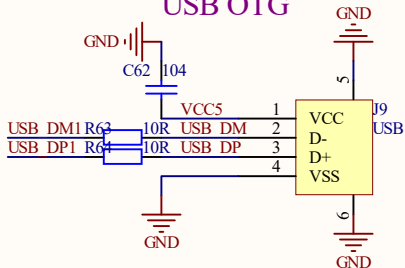 USB OTG
GND
GND
C62 104
5
VCC5 1 VCC J9
USB_DM1 R63 10R USB_DM 2 D- USB
USB_DP1 R64 10R USB_DP 3 D+
4 VSS
6
GND
GND